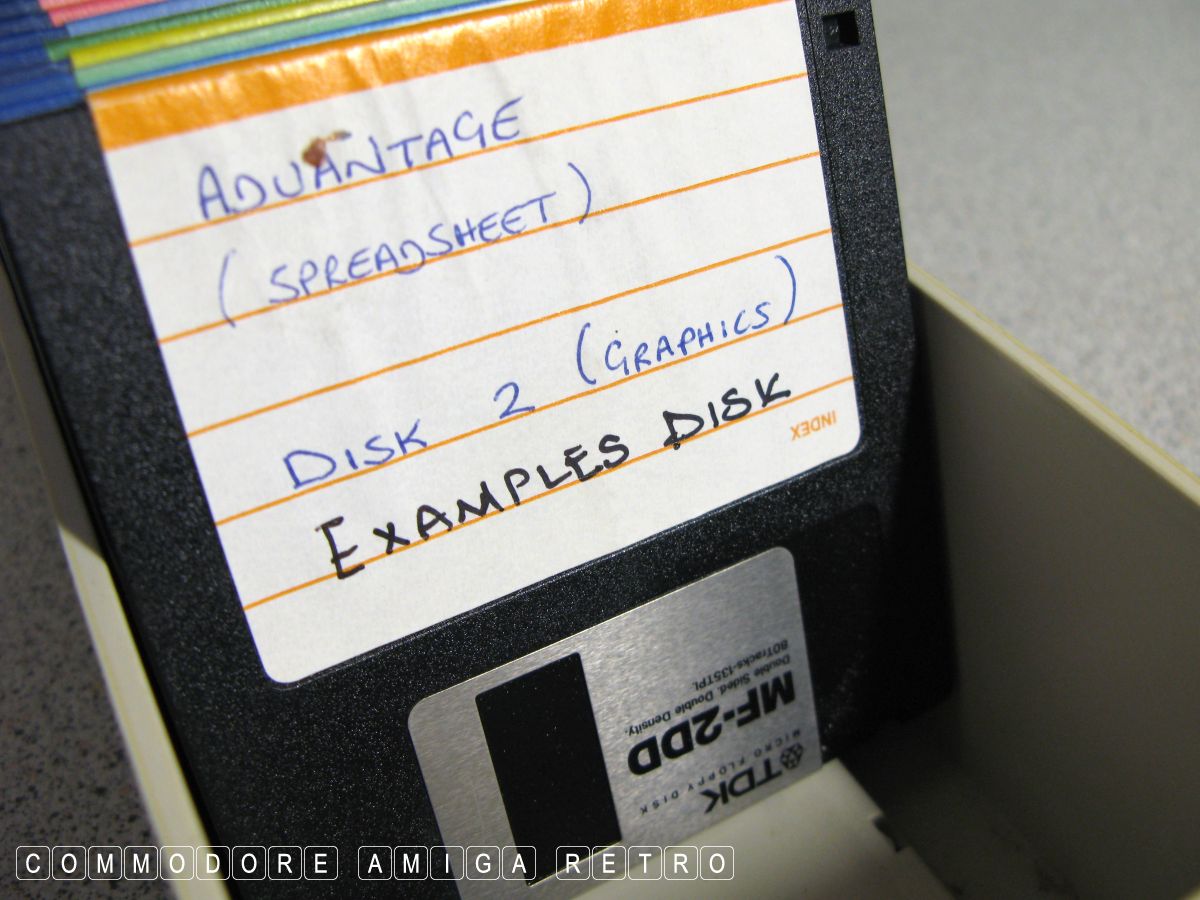 ADVANTAGE
(SPREADSHEET)
DISK 2 (GRAPHICS)
EXAMPLES DISK
INDEX
80Tracks-135TPI.
Double Sided, Double Density.
MF-2DD
MICRO FLOPPY DISK
TDK
COMMODORE AMIGA RETRO